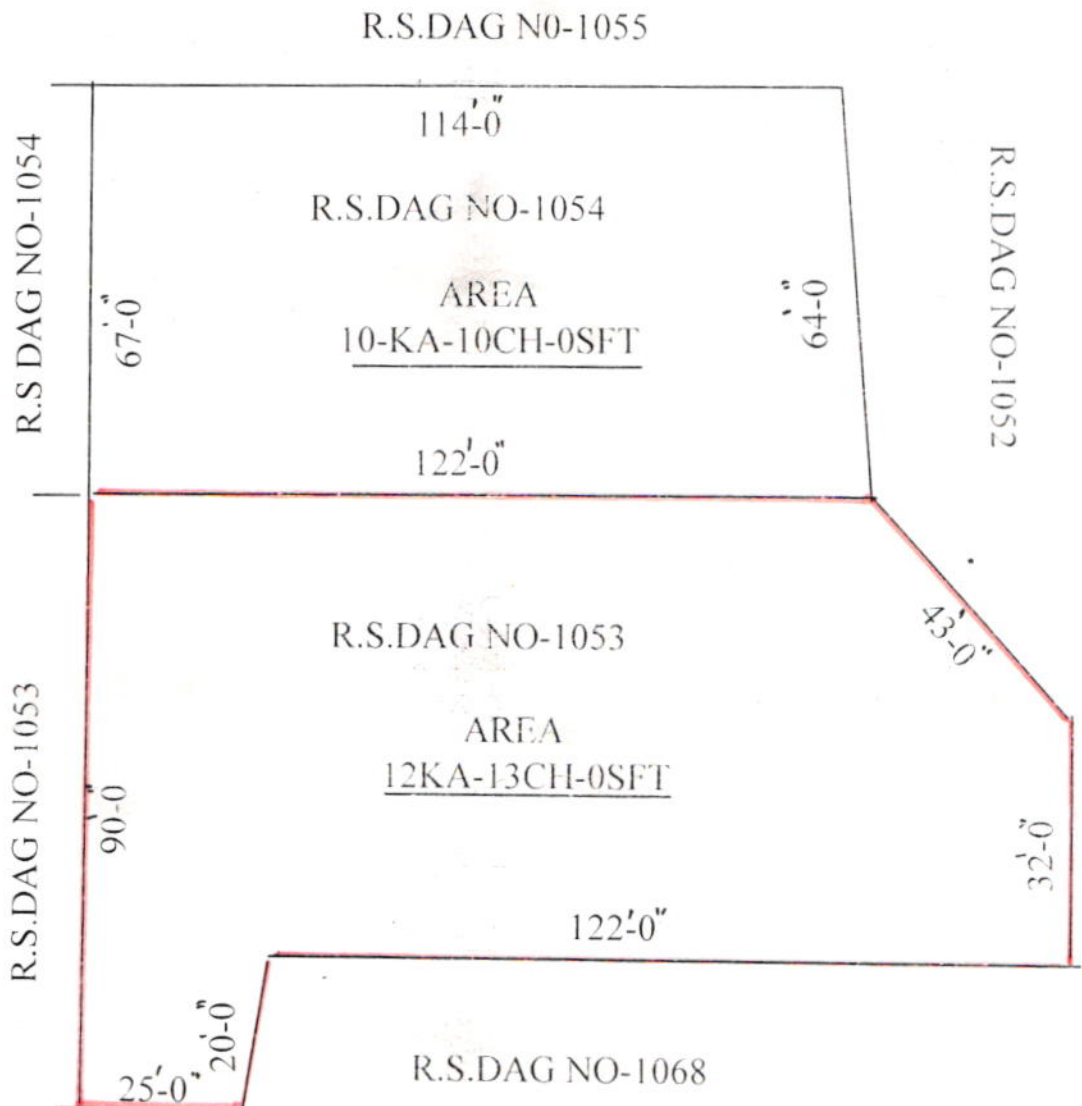 R.S.DAG N0-1055
114'-0"
R.S DAG NO-1054
R.S.DAG NO-1054
R.S.DAG NO-1052
AREA
10-KA-10CH-0SFT
67'-0"
64'-0"
122'-0"
R.S.DAG NO-1053
43'-0"
R.S.DAG NO-1053
AREA
12KA-13CH-0SFT
90'-0"
32'-0"
122'-0"
20'-0"
25'-0"
R.S.DAG NO-1068